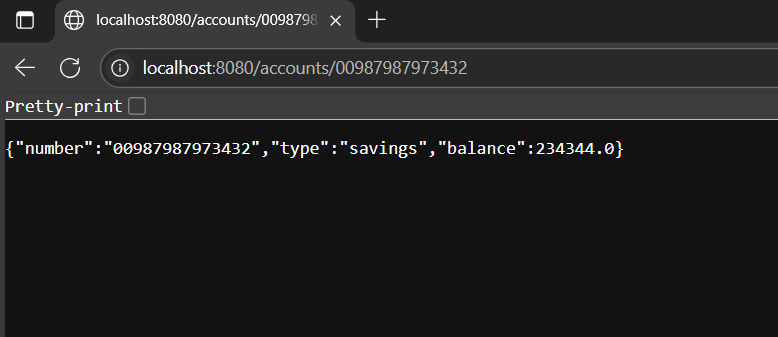 localhost:8080/accounts/0098798
localhost:8080/accounts/00987987973432
Pretty-print
{"number":"00987987973432","type":"savings","balance":234344.0}